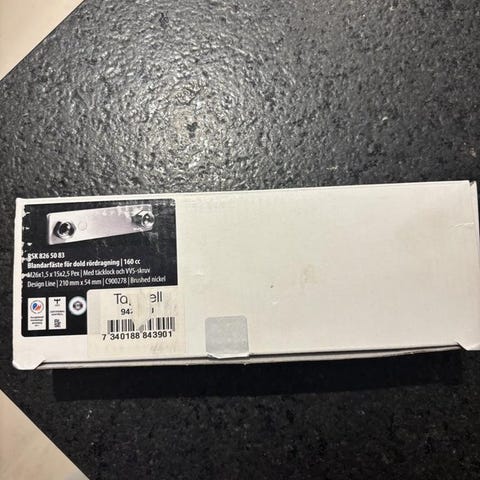 RSK 826 50 83
Blandarfäste för dold rördragning | 160 cc
M26x1,5 x 15x2,5 Pex | Med täcklock och VVS-skruv
Design Line | 210 mm x 54 mm | C900278 | Brushed nickel
7 340188 843901